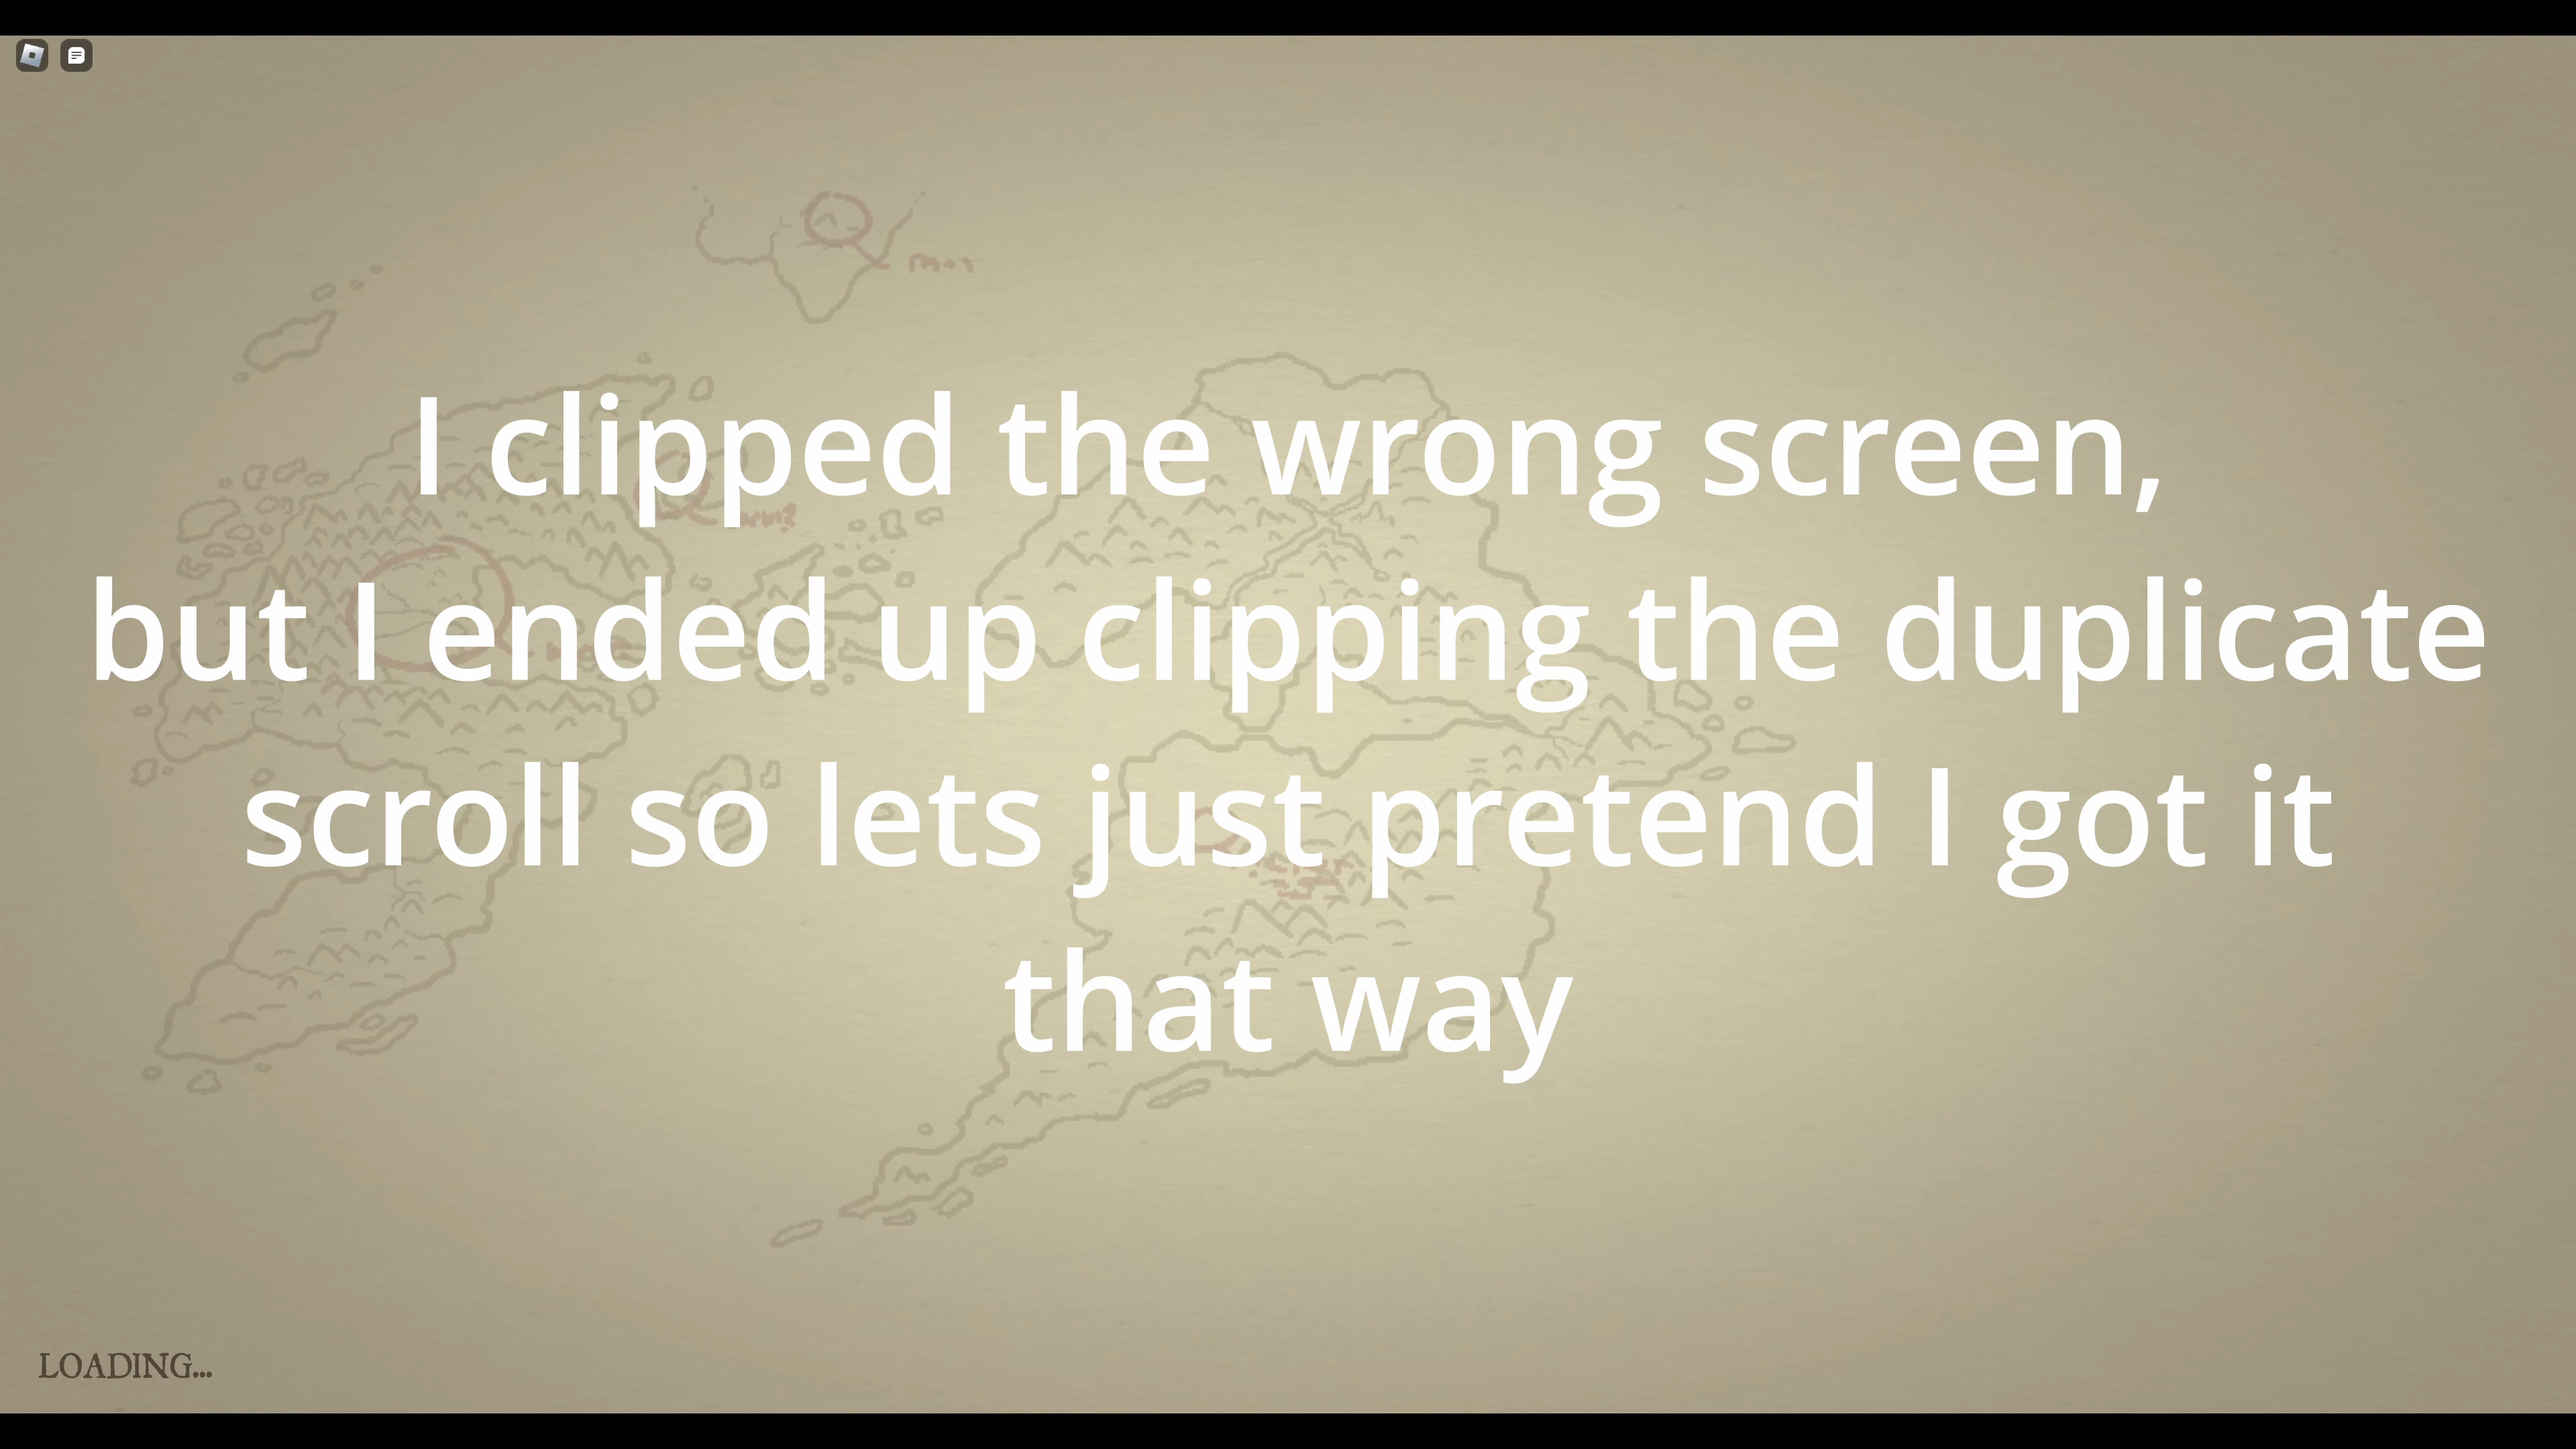 I clipped the wrong screen,
but I ended up clipping the duplicate
scroll so lets just pretend I got it
that way
LOADING...